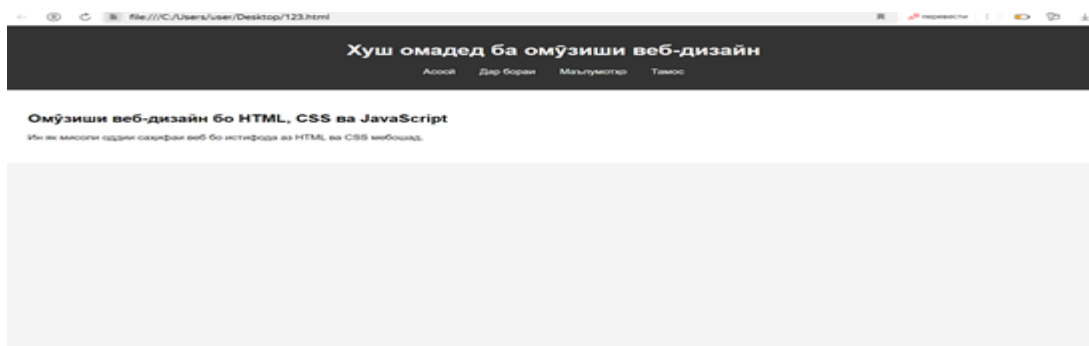 file:///C:/Users/user/Desktop/123.html перевести
Хуш омадед ба омӯзиши веб-дизайн
Асосӣ Дар бораи Маълумотҳо Тамос
Омӯзиши веб-дизайн бо HTML, CSS ва JavaScript
Ин як мисоли оддии саҳифаи веб бо истифода аз HTML ва CSS мебошад.